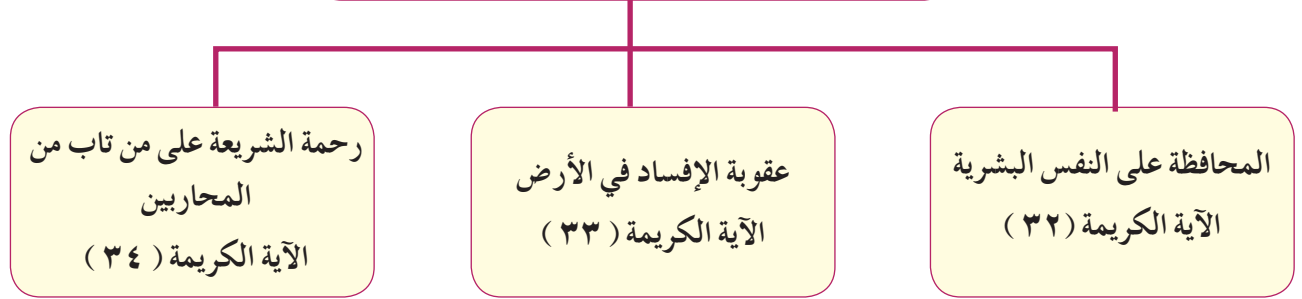 المحافظة على النفس البشرية
الآية الكريمة (٣٢ )
عقوبة الإفساد في الأرض
الآية الكريمة ( ٣٣ )
رحمة الشريعة على من تاب من
المحاربين
الآية الكريمة ( ٣٤ )